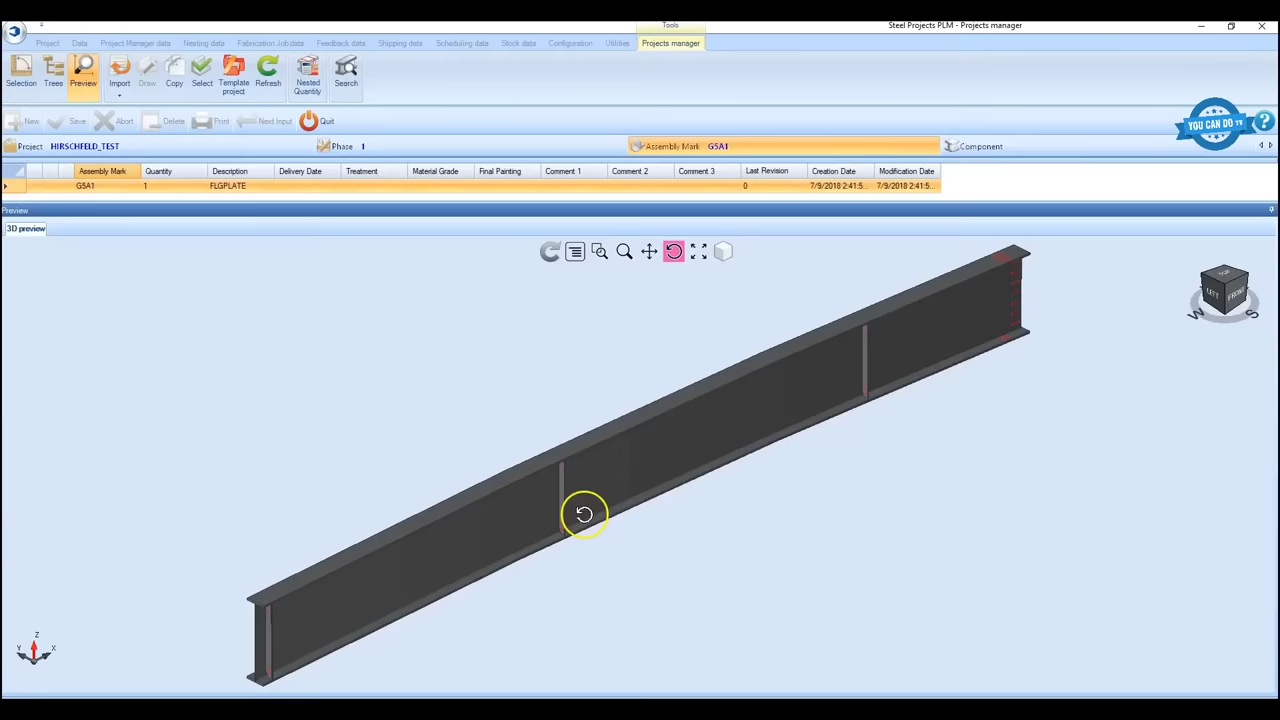 Tools
Steel Projects PLM - Projects manager
Project Data Project Manager data Nesting data Fabrication Job data Feedback data Shipping data Scheduling data Stock data Configuration Utilities Projects manager
Selection Trees Preview Import Draw Copy Select Template project Refresh Nested Quantity Search
New Save Abort Delete Print Next Input Quit
YOU CAN DO TV
?
Project HIRSCHFELD_TEST Phase 1 Assembly Mark G5A1 Component
Assembly Mark Quantity Description Delivery Date Treatment Material Grade Final Painting Comment 1 Comment 2 Comment 3 Last Revision Creation Date Modification Date
G5A1 1 FLGPLATE 0 7/9/2018 2:41:5... 7/9/2018 2:41:5...
Preview
3D preview
TOP
LEFT FRONT
W S
Z
Y X